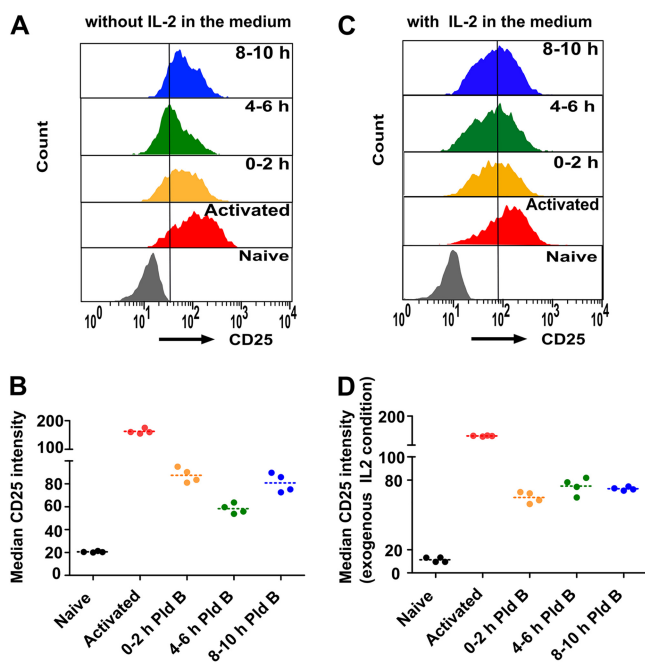 A
without IL-2 in the medium
8-10 h
4-6 h
0-2 h
Activated
Naive
Count
10^0 10^1 10^2 10^3 10^4
CD25
C
with IL-2 in the medium
8-10 h
4-6 h
0-2 h
Activated
Naive
Count
10^0 10^1 10^2 10^3 10^4
CD25
B
Median CD25 intensity
200
100
80
60
40
20
0
Naive
Activated
0-2 h Pld B
4-6 h Pld B
8-10 h Pld B
D
Median CD25 intensity
(exogenous IL2 condition)
200
100
80
20
0
Naive
Activated
0-2 h Pld B
4-6 h Pld B
8-10 h Pld B